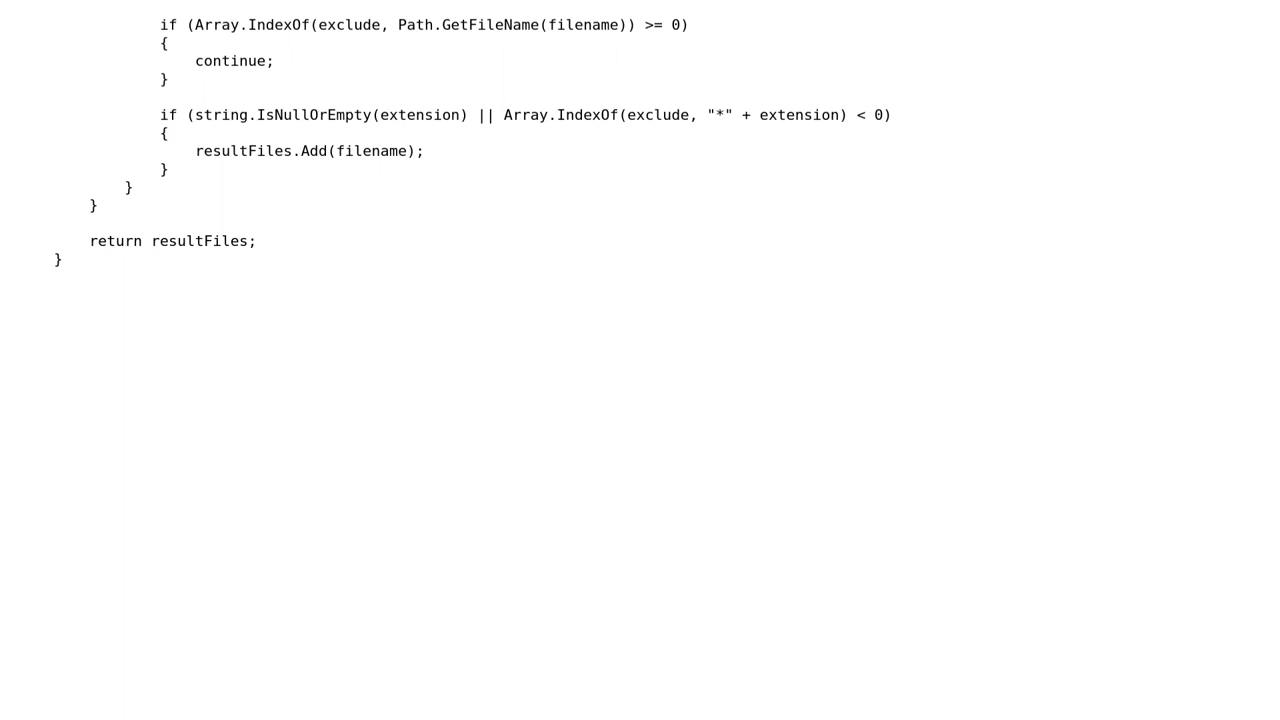 if (Array.IndexOf(exclude, Path.GetFileName(filename)) >= 0)
            {
                continue;
            }

            if (string.IsNullOrEmpty(extension) || Array.IndexOf(exclude, "*" + extension) < 0)
            {
                resultFiles.Add(filename);
            }
        }
    }

    return resultFiles;
}